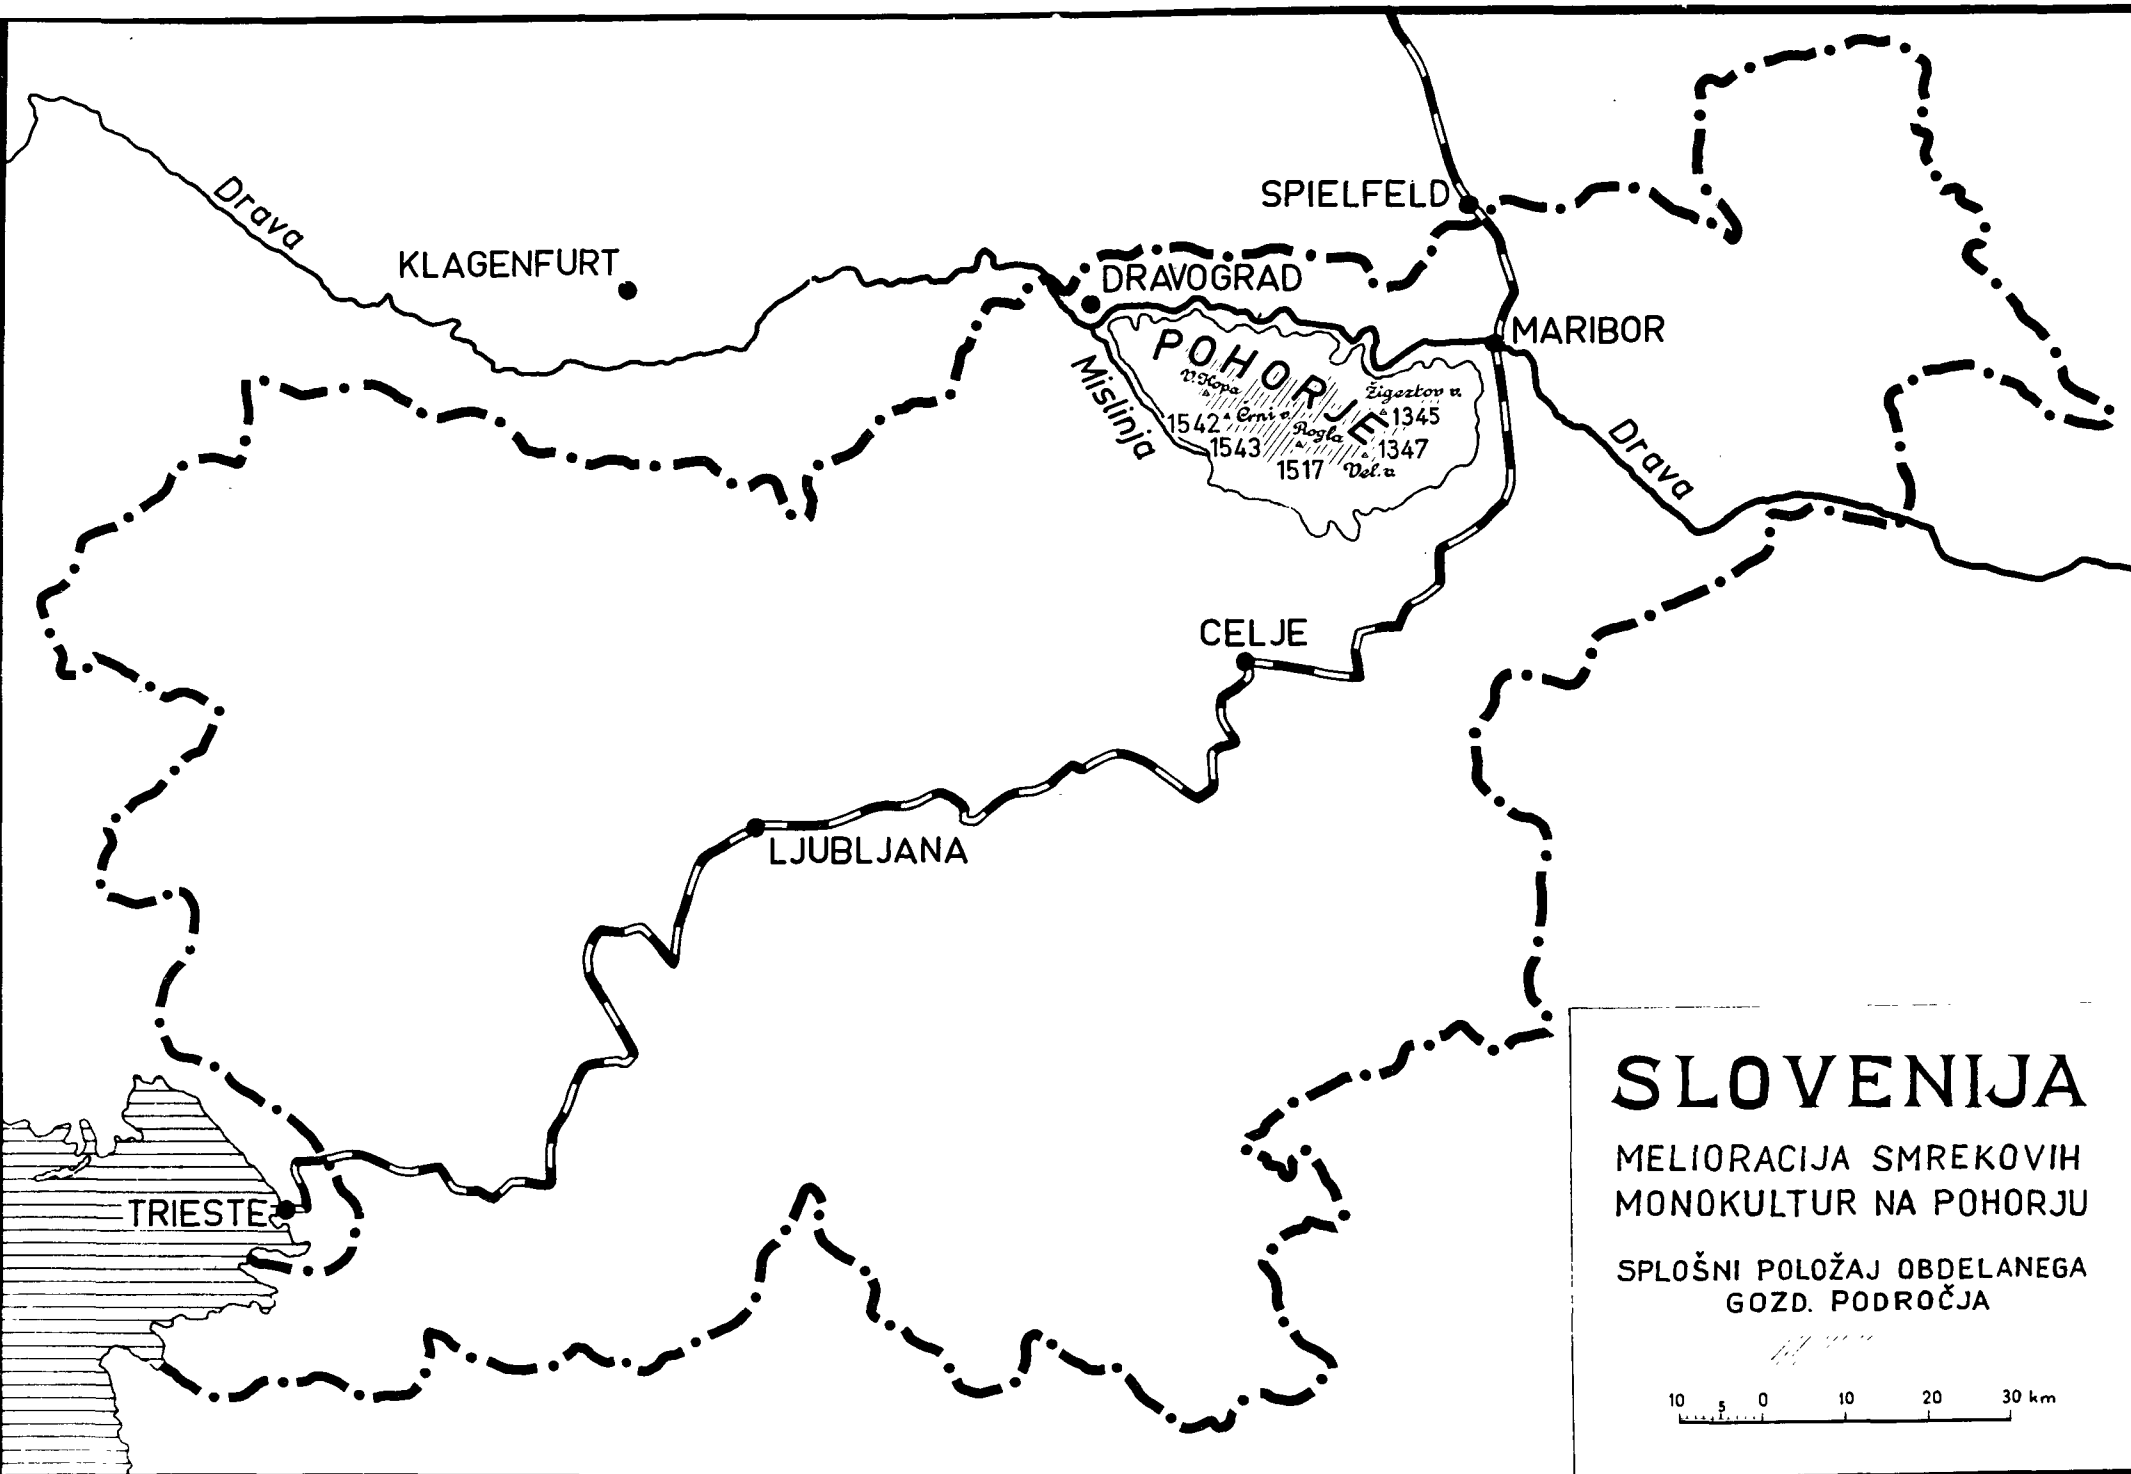 Drava
KLAGENFURT
SPIELFELD
DRAVOGRAD
MARIBOR
POHORJE
Mislinja
V. Kopa
1542
Črni v.
1543
Rogla
1517
Žigertov v.
1345
1347
Vel. v.
Drava
CELJE
LJUBLJANA
TRIESTE
SLOVENIJA
MELIORACIJA SMREKOVIH
MONOKULTUR NA POHORJU
SPLOŠNI POLOŽAJ OBDELANEGA
GOZD. PODROČJA
10 5 0 10 20 30 km